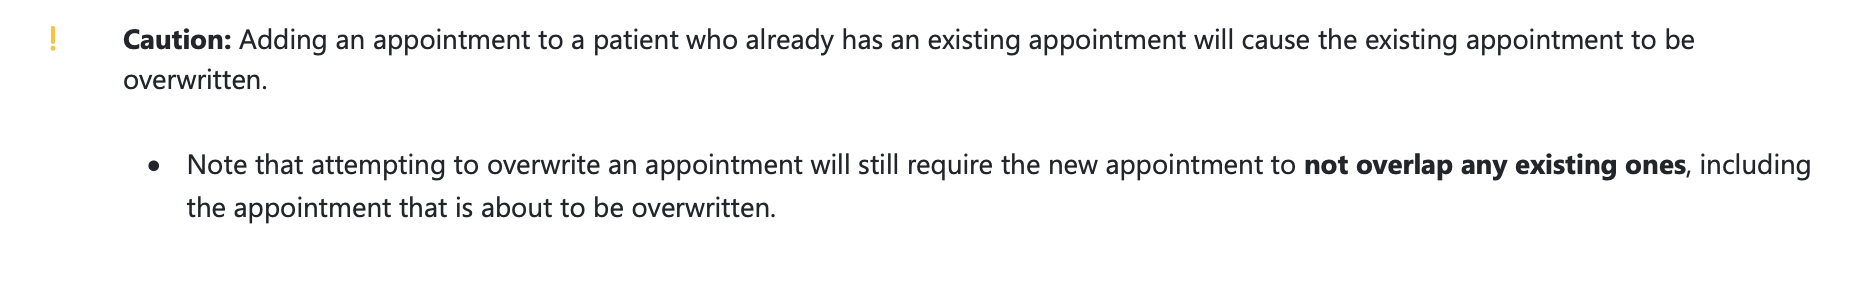 ! Caution: Adding an appointment to a patient who already has an existing appointment will cause the existing appointment to be
overwritten.
• Note that attempting to overwrite an appointment will still require the new appointment to not overlap any existing ones, including
the appointment that is about to be overwritten.